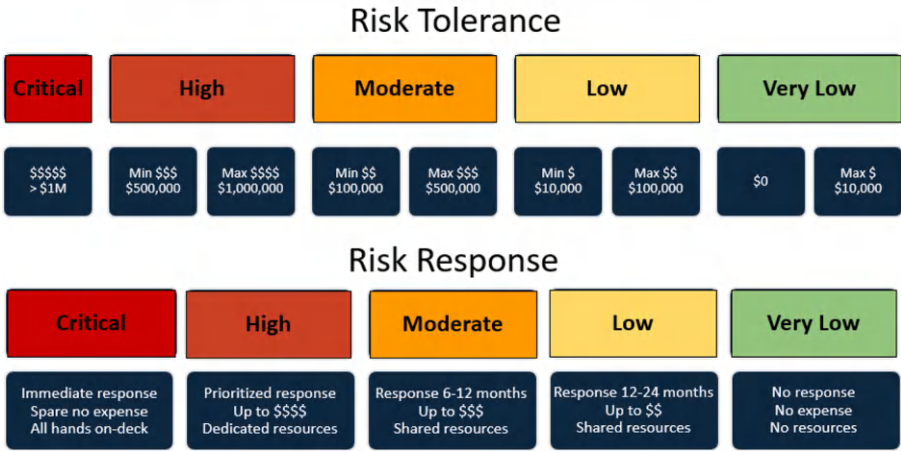 Risk Tolerance
Critical
High
Moderate
Low
Very Low
$$$$$
> $1M
Min $$$
$500,000
Max $$$$
$1,000,000
Min $$
$100,000
Max $$$
$500,000
Min $
$10,000
Max $$
$100,000
$0
Max $
$10,000
Risk Response
Critical
High
Moderate
Low
Very Low
Immediate response
Spare no expense
All hands on-deck
Prioritized response
Up to $$$$
Dedicated resources
Response 6-12 months
Up to $$$
Shared resources
Response 12-24 months
Up to $$
Shared resources
No response
No expense
No resources